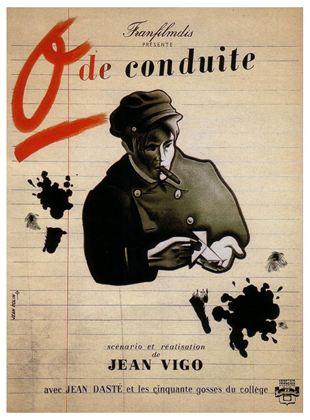 Franfilmdis
PRÉSENTE
0 de conduite
scénario et réalisation
de
JEAN VIGO
avec JEAN DASTÉ et les cinquante gosses du collège